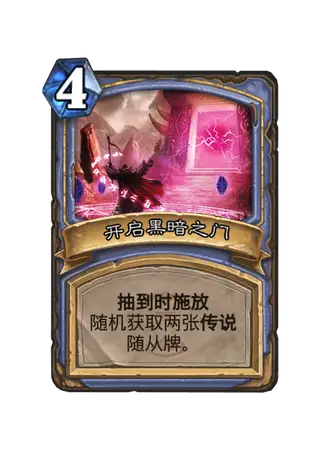 4
开启黑暗之门
抽到时施放
随机获取两张传说
随从牌。